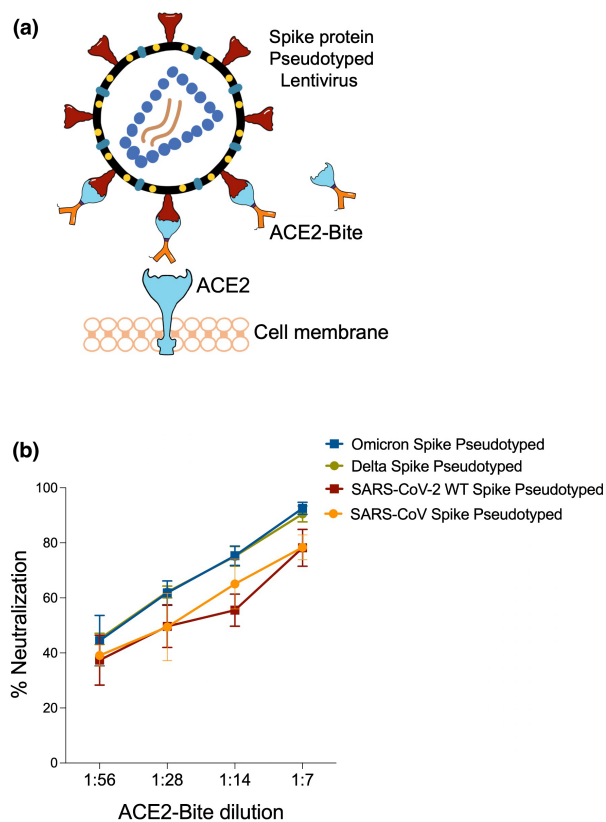 (a)
Spike protein
Pseudotyped
Lentivirus
ACE2-Bite
ACE2
Cell membrane
(b)
Omicron Spike Pseudotyped
Delta Spike Pseudotyped
SARS-CoV-2 WT Spike Pseudotyped
SARS-CoV Spike Pseudotyped
100
80
60
40
20
0
% Neutralization
1:56 1:28 1:14 1:7
ACE2-Bite dilution